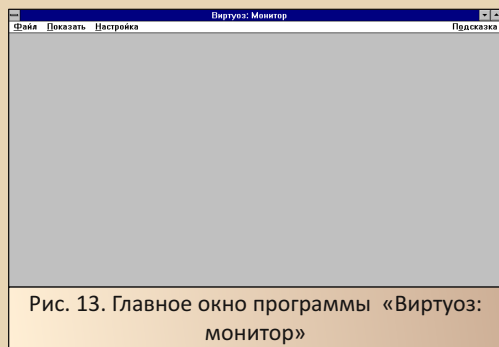 Виртуоз: Монитор
Файл Показать Настройка Подсказка
Рис. 13. Главное окно программы «Виртуоз:
монитор»